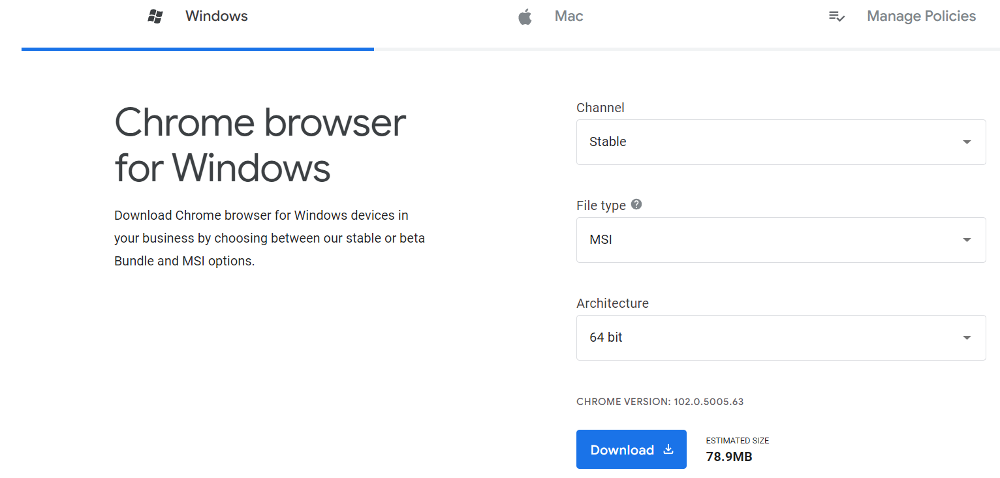 Windows
Mac
Manage Policies
Chrome browser
for Windows
Download Chrome browser for Windows devices in
your business by choosing between our stable or beta
Bundle and MSI options.
Channel
Stable
File type ?
MSI
Architecture
64 bit
CHROME VERSION: 102.0.5005.63
Download
ESTIMATED SIZE
78.9MB